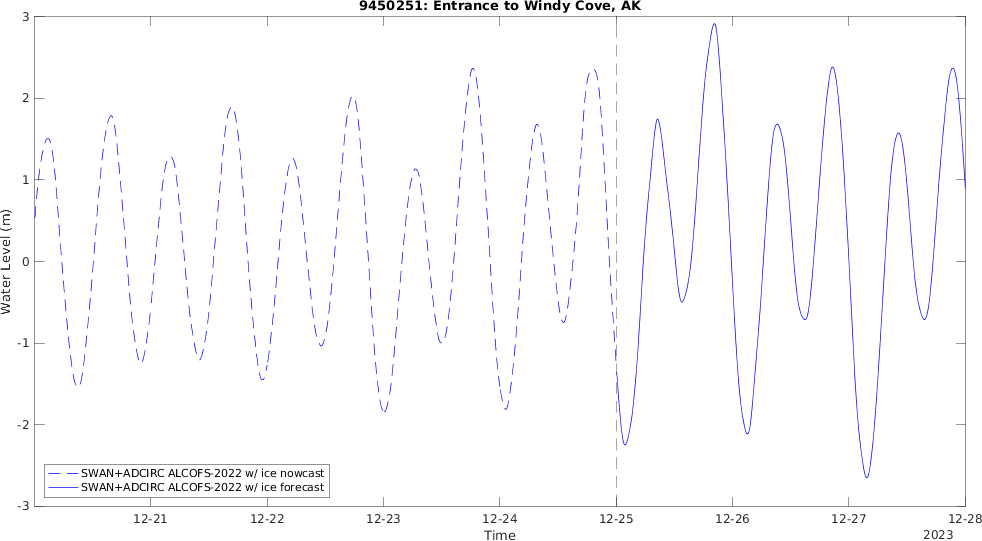 9450251: Entrance to Windy Cove, AK
3
2
1
0
-1
-2
-3
Water Level (m)
SWAN+ADCIRC ALCOFS-2022 w/ ice nowcast
SWAN+ADCIRC ALCOFS-2022 w/ ice forecast
12-21 12-22 12-23 12-24 12-25 12-26 12-27 12-28
Time
2023